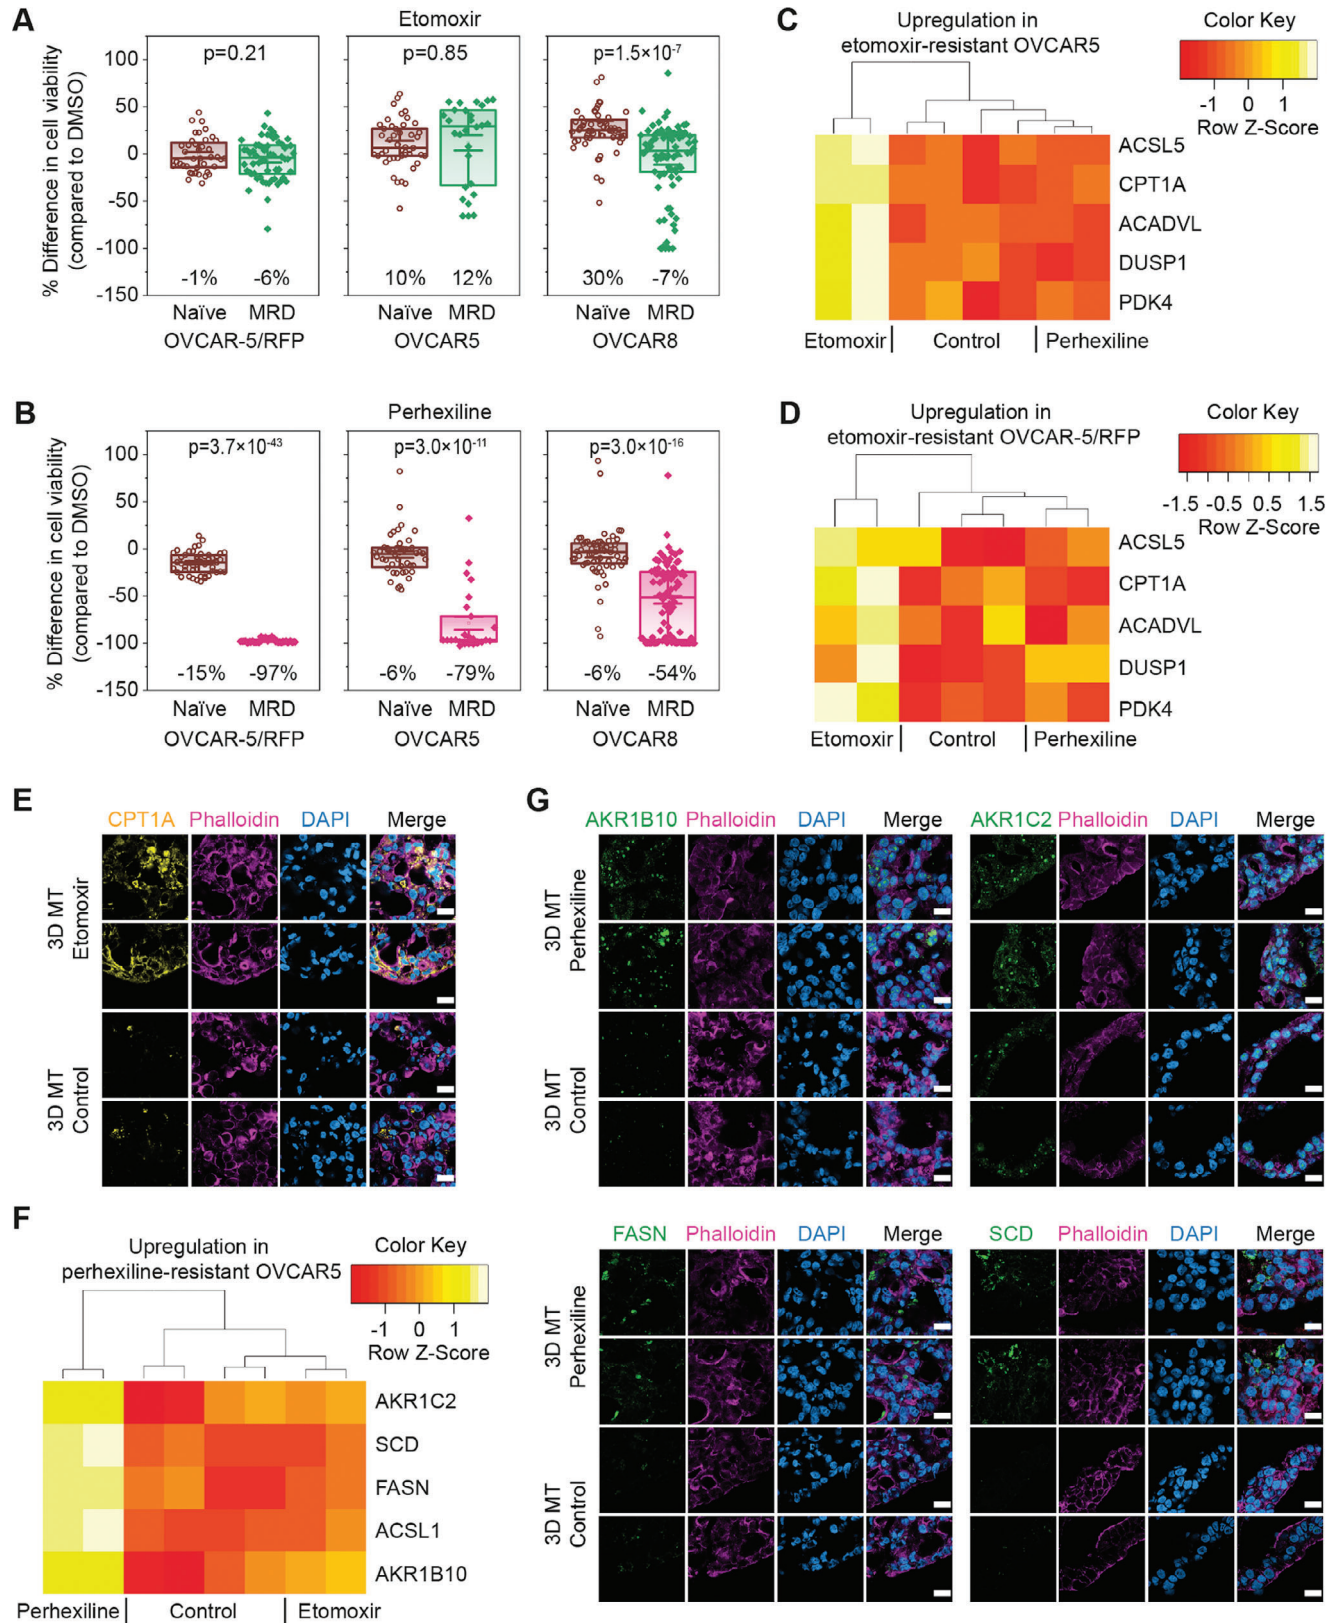 A
Etomoxir
% Difference in cell viability
(compared to DMSO)
100
50
0
-50
-100
-150
p=0.21
p=0.85
p=1.5×10-7
-1%
-6%
10%
12%
30%
-7%
Naïve
MRD
Naïve
MRD
Naïve
MRD
OVCAR-5/RFP
OVCAR5
OVCAR8
C
Upregulation in
etomoxir-resistant OVCAR5
Color Key
-1
0
1
Row Z-Score
ACSL5
CPT1A
ACADVL
DUSP1
PDK4
Etomoxir
Control
Perhexiline
B
Perhexiline
% Difference in cell viability
(compared to DMSO)
100
50
0
-50
-100
-150
p=3.7×10-43
p=3.0×10-11
p=3.0×10-16
-15%
-97%
-6%
-79%
-6%
-54%
Naïve
MRD
Naïve
MRD
Naïve
MRD
OVCAR-5/RFP
OVCAR5
OVCAR8
D
Upregulation in
etomoxir-resistant OVCAR-5/RFP
Color Key
-1.5
-0.5
0.5
1.5
Row Z-Score
ACSL5
CPT1A
ACADVL
DUSP1
PDK4
Etomoxir
Control
Perhexiline
E
CPT1A
Phalloidin
DAPI
Merge
3D MT
Etomoxir
3D MT
Control
G
AKR1B10
Phalloidin
DAPI
Merge
AKR1C2
Phalloidin
DAPI
Merge
3D MT
Perhexiline
3D MT
Control
F
Upregulation in
perhexiline-resistant OVCAR5
Color Key
-1
0
1
Row Z-Score
AKR1C2
SCD
FASN
ACSL1
AKR1B10
Perhexiline
Control
Etomoxir
FASN
Phalloidin
DAPI
Merge
SCD
Phalloidin
DAPI
Merge
3D MT
Perhexiline
3D MT
Control